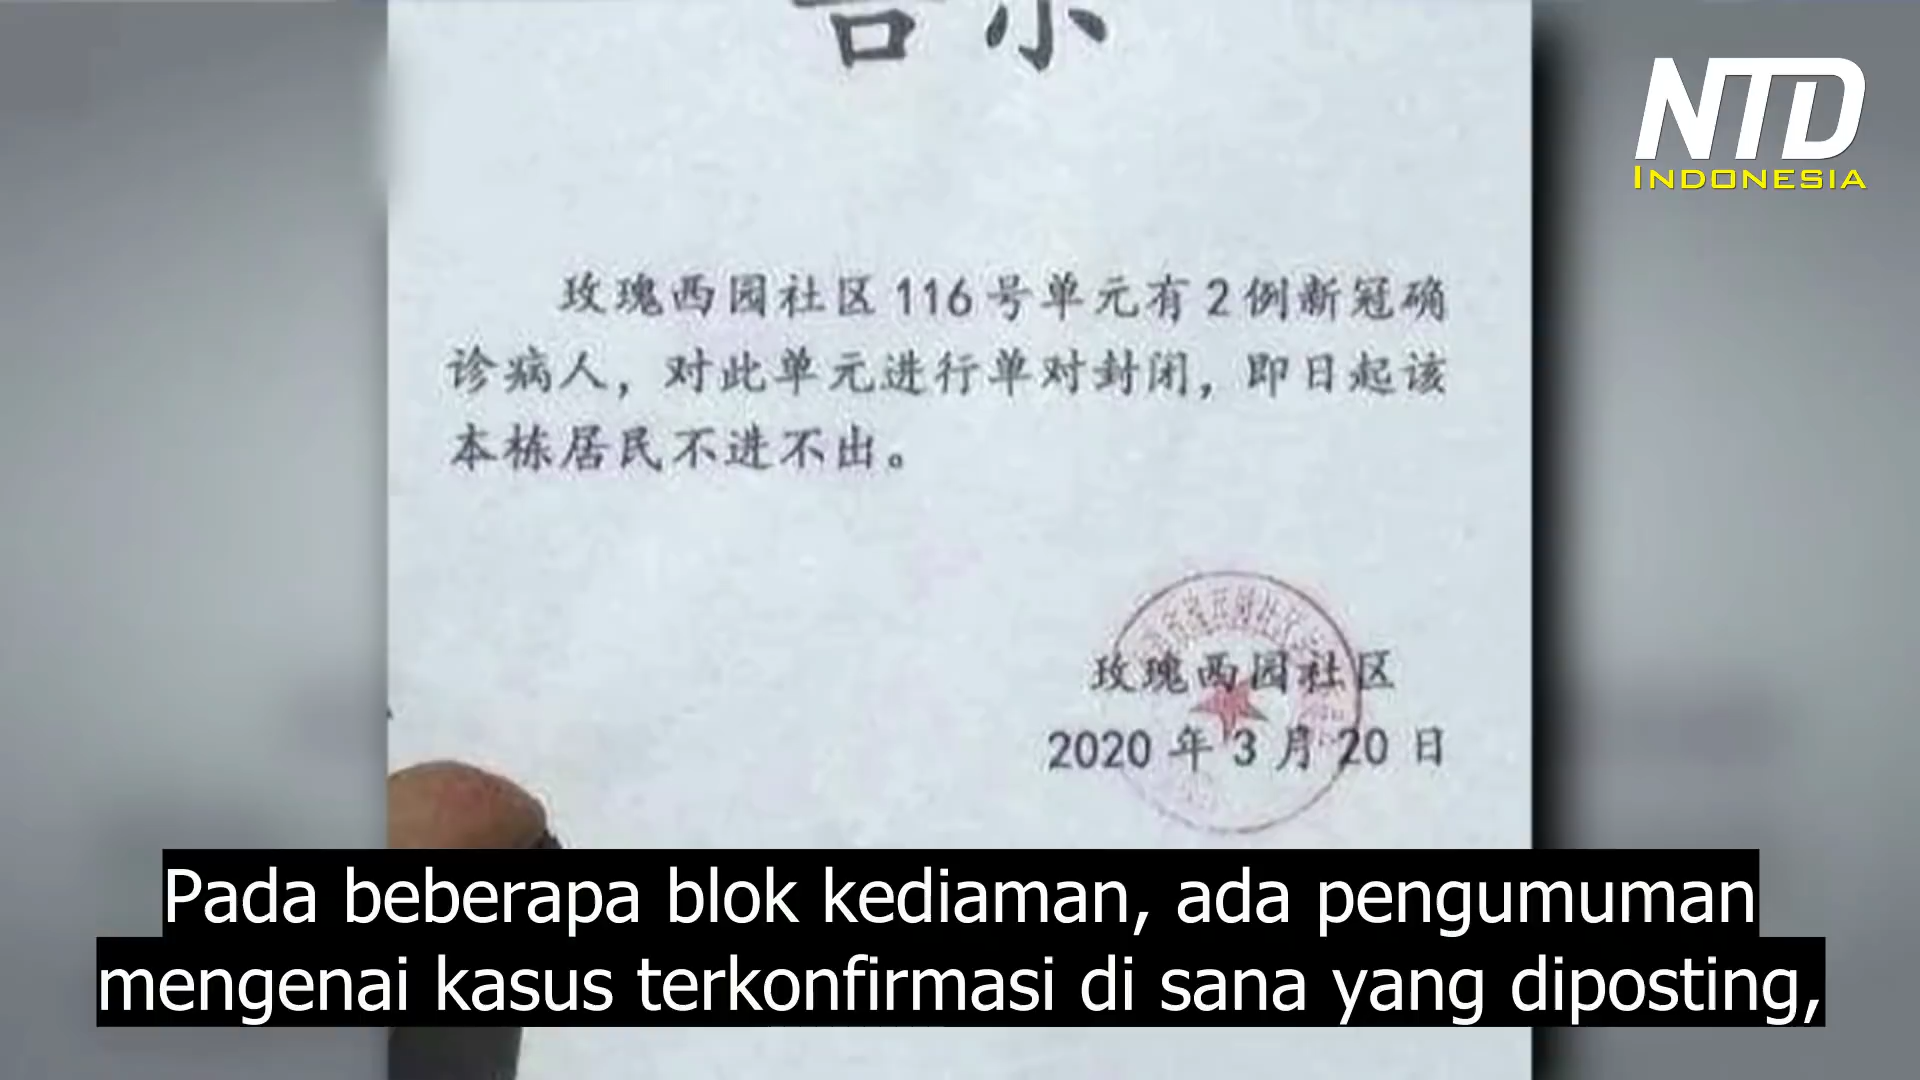 告示
NTD
INDONESIA
玫瑰西园社区116号单元有2例新冠确
诊病人，对此单元进行单对封闭，即日起该
本栋居民不进不出。
玫瑰西园社区
2020年3月20日
Pada beberapa blok kediaman, ada pengumuman
mengenai kasus terkonfirmasi di sana yang diposting,